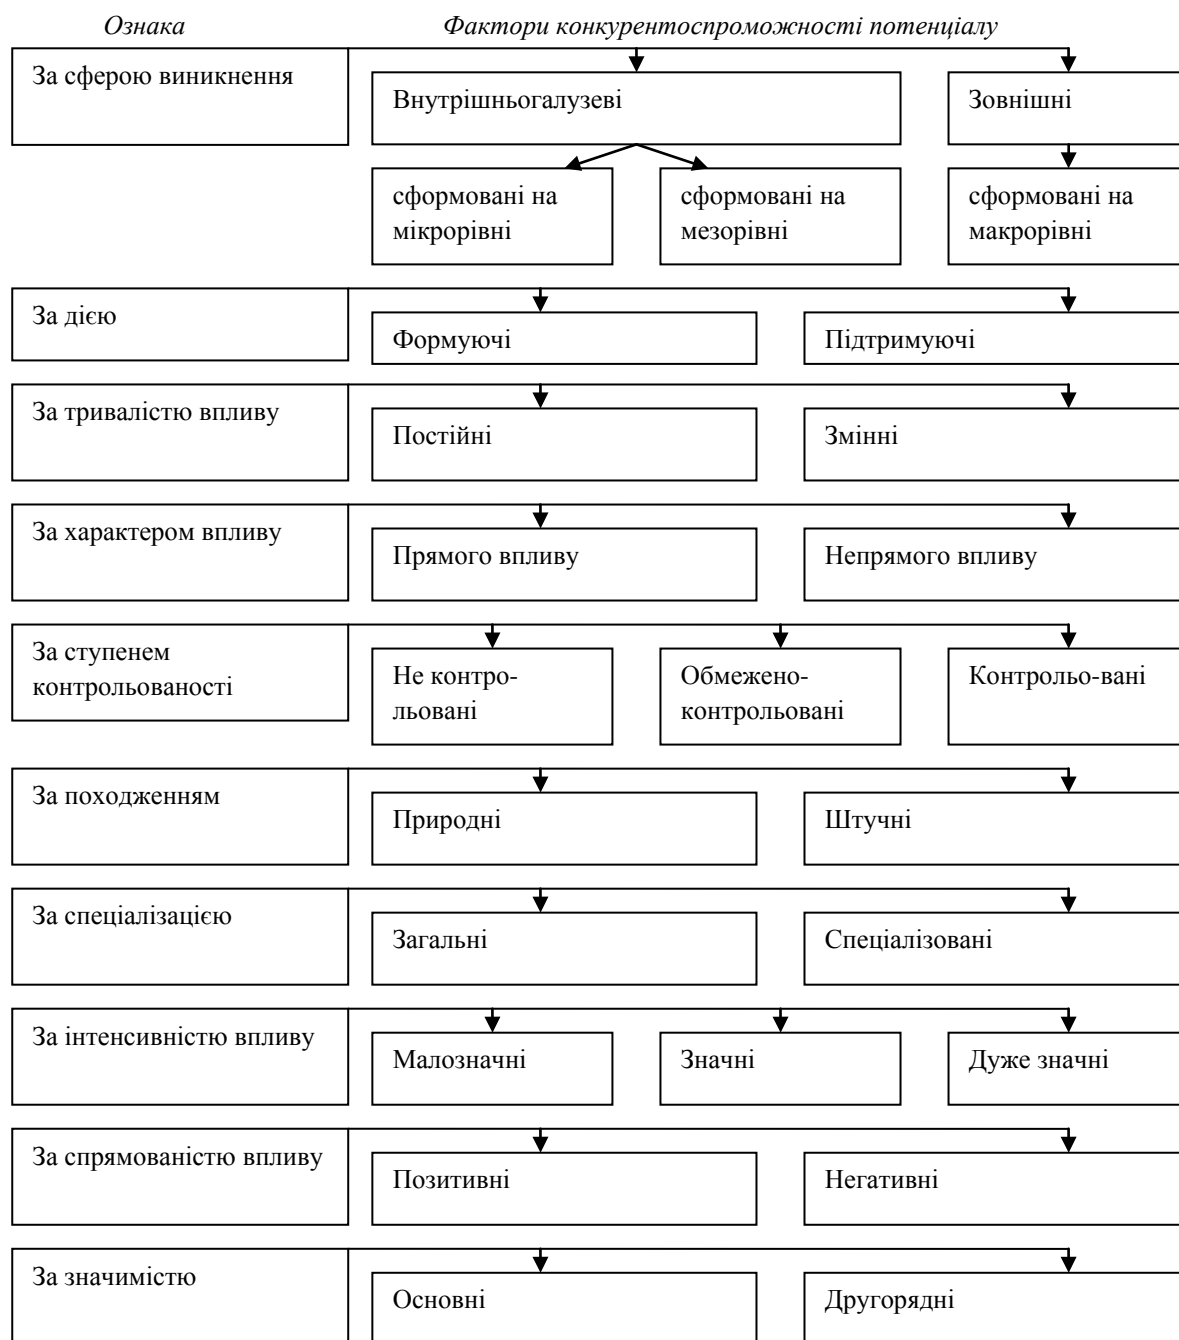 Ознака
Фактори конкурентоспроможності потенціалу
За сферою виникнення
Внутрішньогалузеві
Зовнішні
сформовані на
мікрорівні
сформовані на
мезорівні
сформовані на
макрорівні
За дією
Формуючі
Підтримуючі
За тривалістю впливу
Постійні
Змінні
За характером впливу
Прямого впливу
Непрямого впливу
За ступенем
контрольованості
Не контро-
льовані
Обмежено-
контрольовані
Контрольо-вані
За походженням
Природні
Штучні
За спеціалізацією
Загальні
Спеціалізовані
За інтенсивністю впливу
Малозначні
Значні
Дуже значні
За спрямованістю впливу
Позитивні
Негативні
За значимістю
Основні
Другорядні